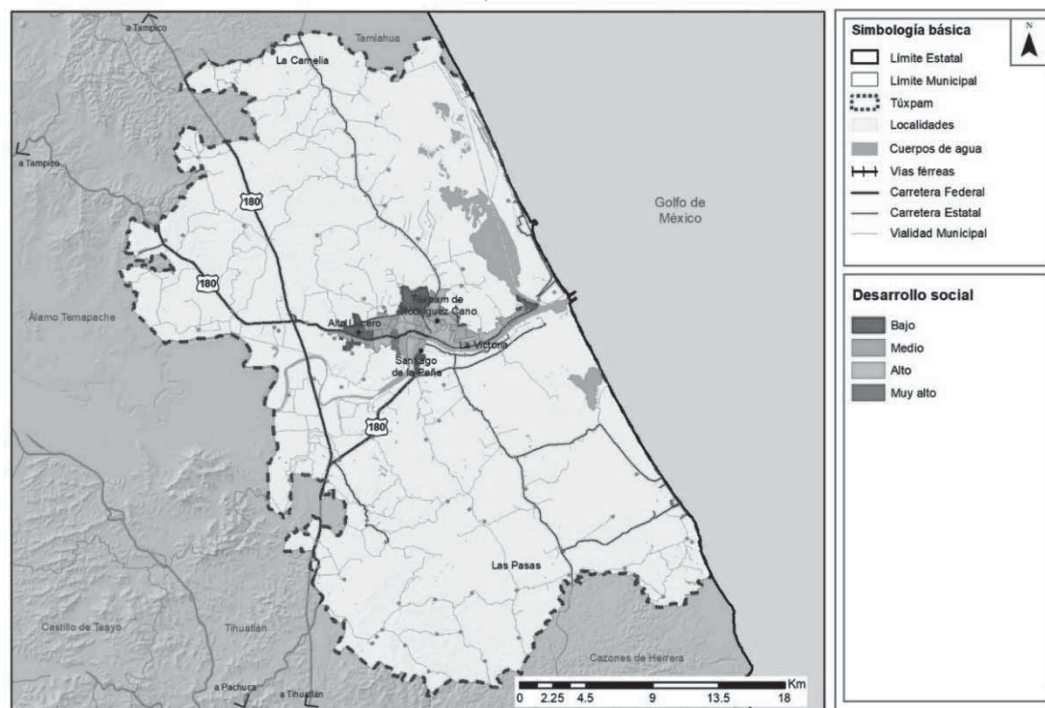 a Tampico
Tamiahua
La Camelia
a Tampico
180
Golfo de
México
180
Túxpam de
Rodríguez Cano
Alto Lucero
La Victoria
Santiago
de la Peña
Álamo Temapache
180
Las Pasas
Castillo de Teayo
Tihuatlán
Cazones de Herrera
a Pachuca
a Tihuatlán
Km
0 2.25 4.5 9 13.5 18
Simbología básica
N
Límite Estatal
Límite Municipal
Túxpam
Localidades
Cuerpos de agua
Vías férreas
Carretera Federal
Carretera Estatal
Vialidad Municipal
Desarrollo social
Bajo
Medio
Alto
Muy alto